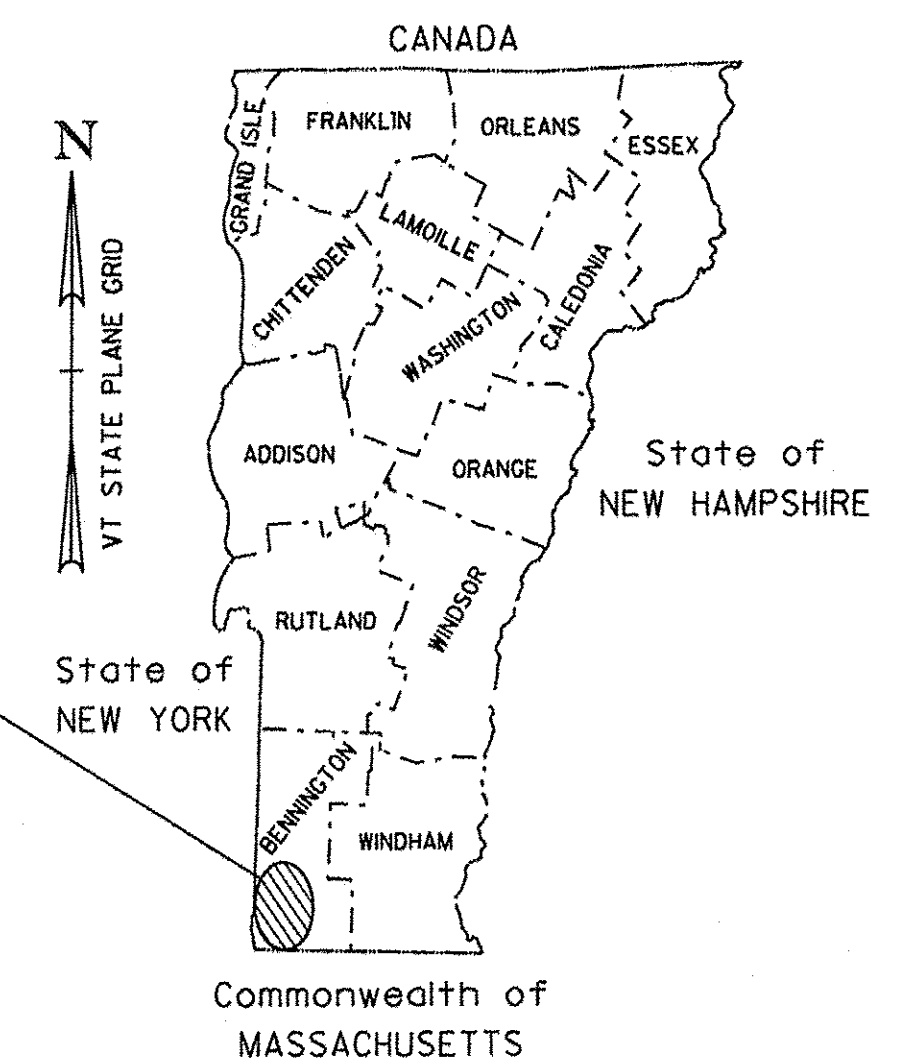 CANADA
N
VT STATE PLANE GRID
GRAND ISLE
FRANKLIN
ORLEANS
ESSEX
LAMOILLE
CHITTENDEN
WASHINGTON
CALEDONIA
ADDISON
ORANGE
State of
NEW HAMPSHIRE
RUTLAND
WINDSOR
State of
NEW YORK
BENNINGTON
WINDHAM
Commonwealth of
MASSACHUSETTS